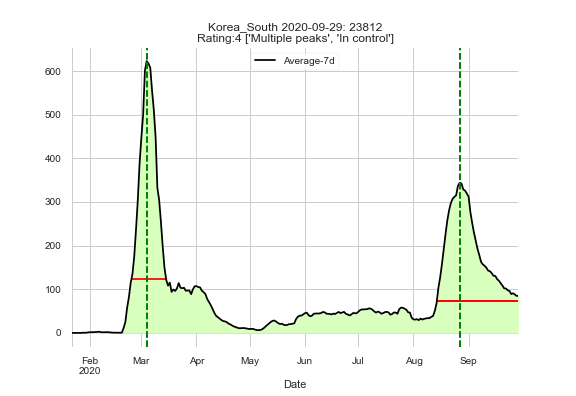 Korea_South 2020-09-29: 23812
Rating:4 ['Multiple peaks', 'In control']
Average-7d
600
500
400
300
200
100
0
Feb Mar Apr May Jun Jul Aug Sep
2020
Date